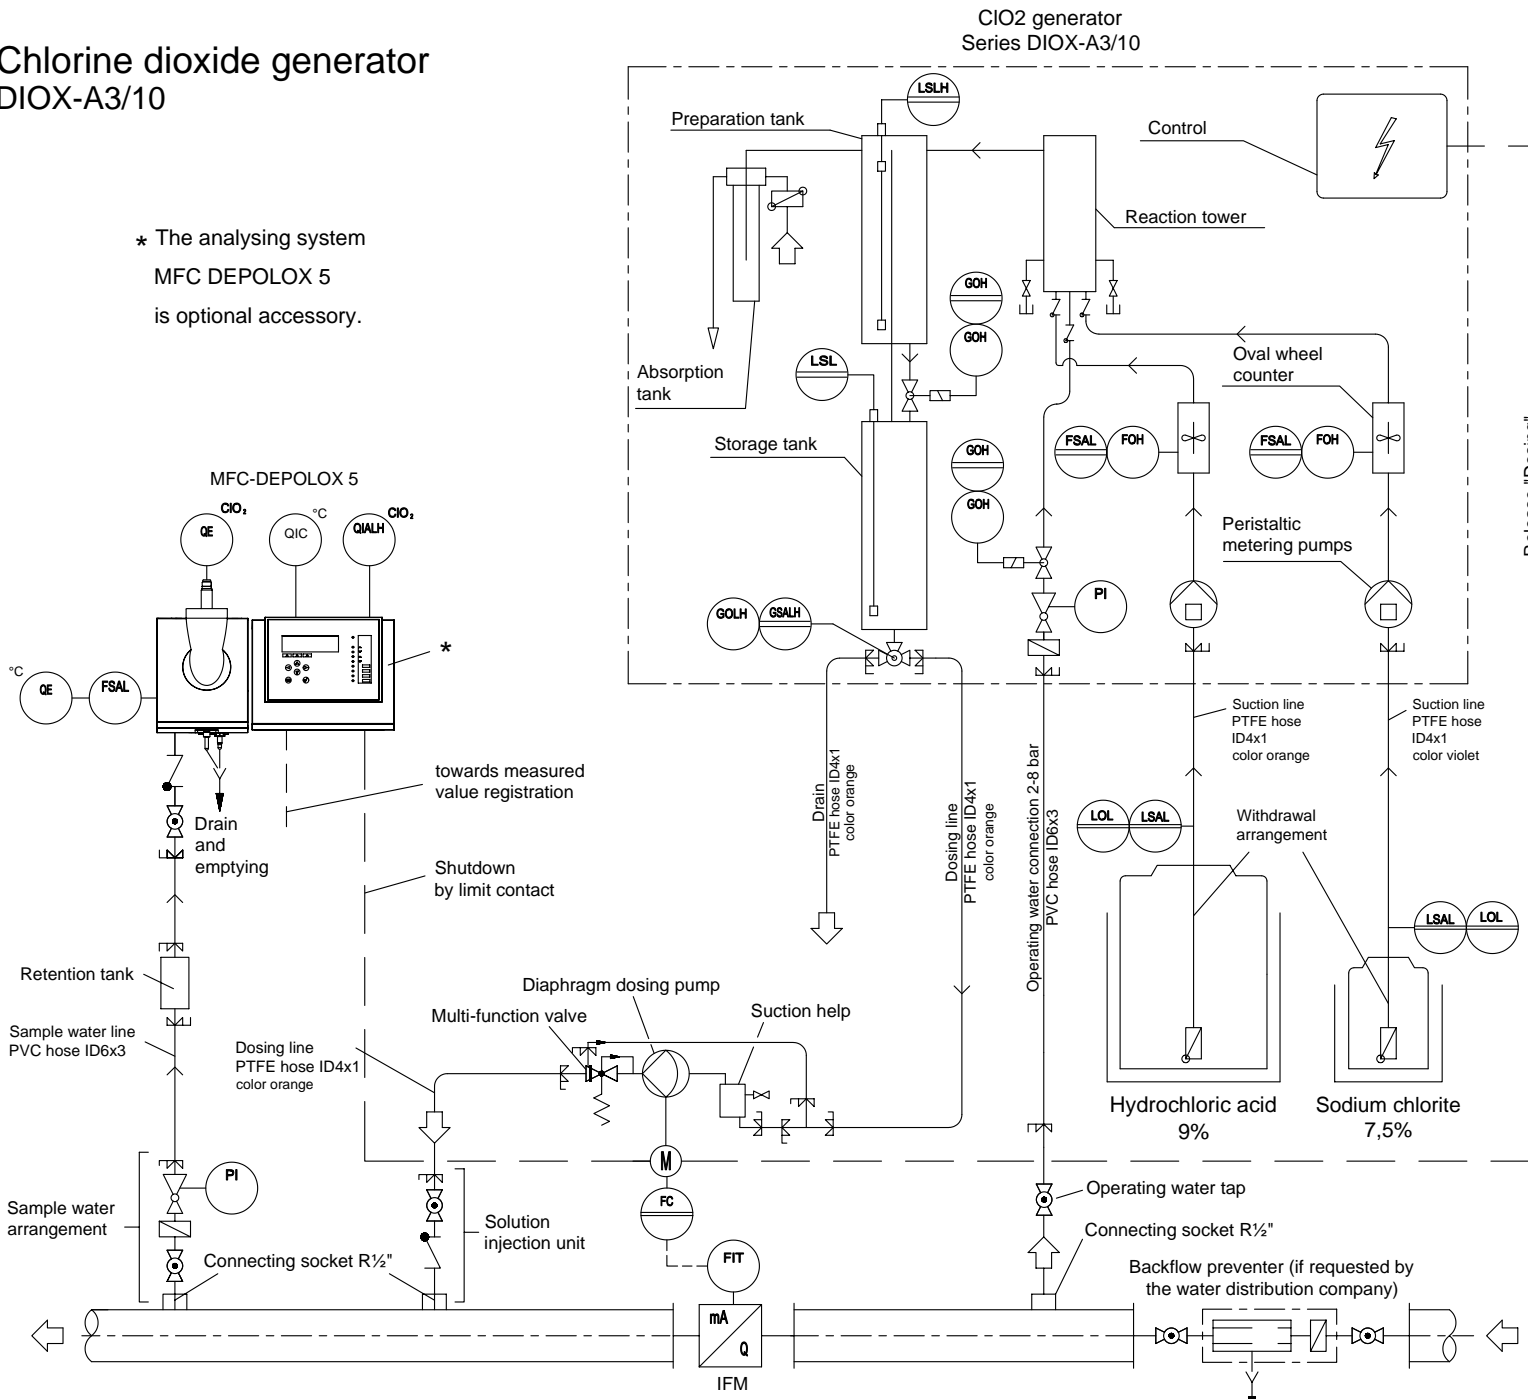 Chlorine dioxide generator
DIOX-A3/10
ClO2 generator
Series DIOX-A3/10
* The analysing system
MFC DEPOLOX 5
is optional accessory.
LSLH
Preparation tank
Control
Reaction tower
GOH
GOH
Absorption
tank
LSL
Oval wheel
counter
Storage tank
GOH
GOH
FSAL
FOH
FSAL
FOH
Peristaltic
metering pumps
PI
GOLH
GSALH
MFC-DEPOLOX 5
QE
ClO₂
QIC
°C
QIALH
ClO₂
*
°C
QE
FSAL
Drain
and
emptying
towards measured
value registration
Shutdown
by limit contact
Drain
PTFE hose ID4x1
color orange
Dosing line
PTFE hose ID4x1
color orange
Operating water connection 2-8 bar
PVC hose ID6x3
Suction line
PTFE hose
ID4x1
color orange
Suction line
PTFE hose
ID4x1
color violet
LOL
LSAL
Withdrawal
arrangement
LSAL
LOL
Retention tank
Sample water line
PVC hose ID6x3
Dosing line
PTFE hose ID4x1
color orange
Diaphragm dosing pump
Multi-function valve
Suction help
Hydrochloric acid
9%
Sodium chlorite
7,5%
M
PI
FC
FIT
Sample water
arrangement
Solution
injection unit
Connecting socket R½"
Operating water tap
Connecting socket R½"
Backflow preventer (if requested by
the water distribution company)
mA
Q
IFM